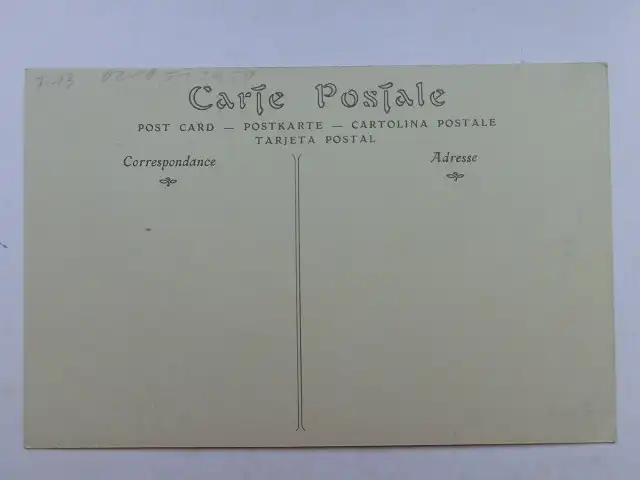 Carte Postale
POST CARD — POSTKARTE — CARTOLINA POSTALE
TARJETA POSTAL
Correspondance
Adresse